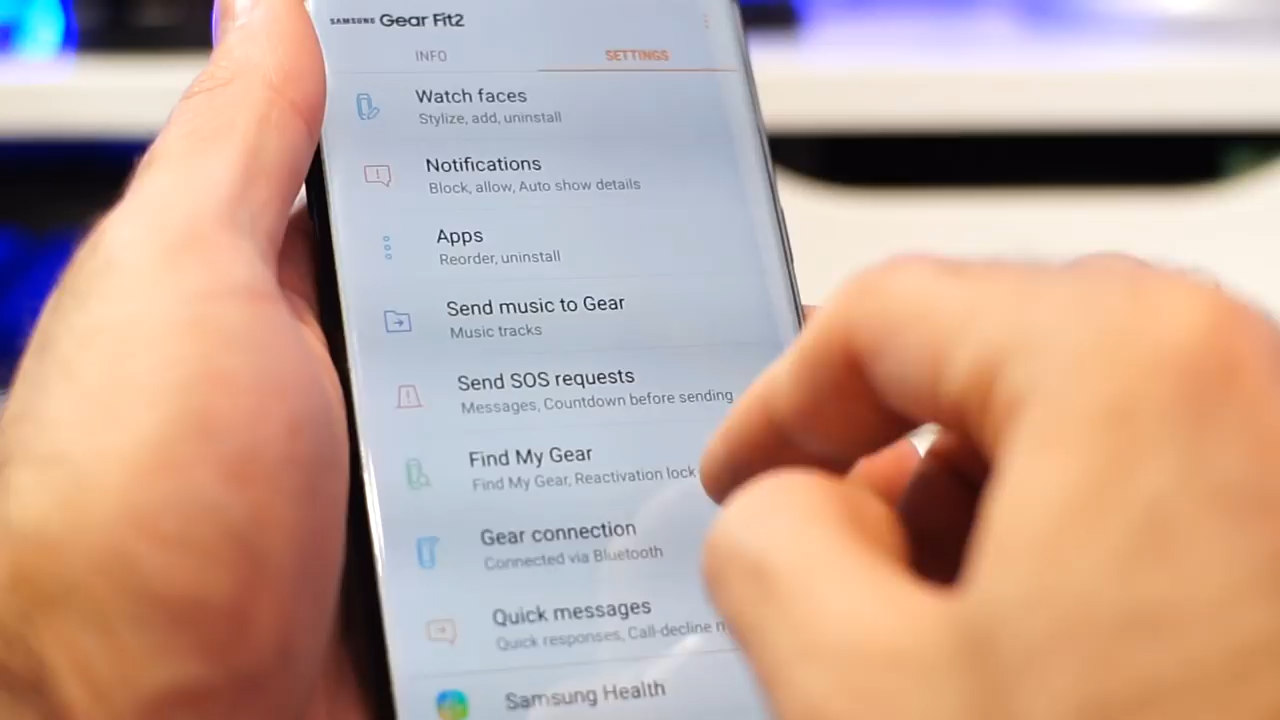 SAMSUNG Gear Fit2
INFO
SETTINGS
Watch faces
Stylize, add, uninstall
Notifications
Block, allow, Auto show details
Apps
Reorder, uninstall
Send music to Gear
Music tracks
Send SOS requests
Messages, Countdown before sending
Find My Gear
Find My Gear, Reactivation lock
Gear connection
Connected via Bluetooth
Quick messages
Quick responses, Call-decline
Samsung Health